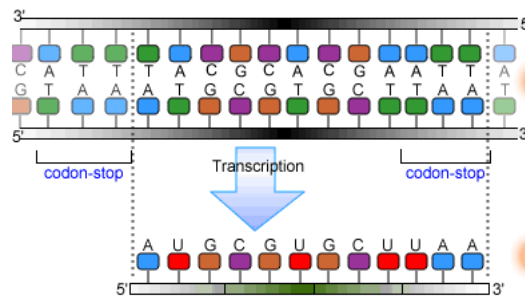 3' 5'
C A T T T A C G C A C G A A T T A
G T A A A T G C G T G C T T A A T
5' 3'
codon-stop Transcription codon-stop
A U G C G U G C U U A A
5' 3'